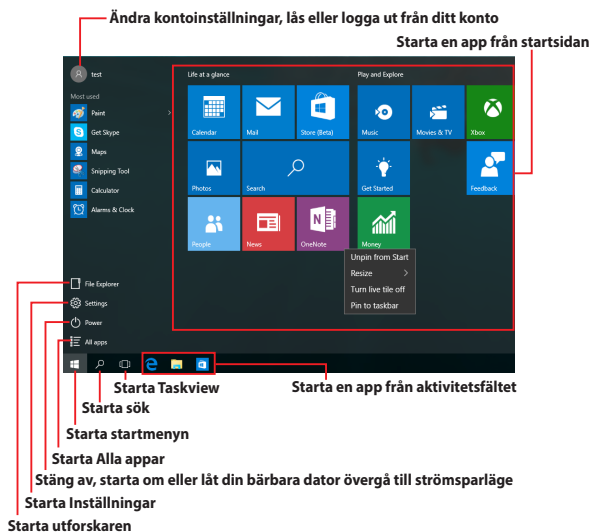 Ändra kontoinställningar, lås eller logga ut från ditt konto
Starta en app från startsidan
test
Life at a glance
Play and Explore
Most used
Paint
Get Skype
Maps
Snipping Tool
Calculator
Alarms & Clock
Calendar
Mail
Store (Beta)
Music
Movies & TV
Xbox
Photos
Search
Get Started
Feedback
People
News
OneNote
Money
Unpin from Start
Resize
Turn live tile off
Pin to taskbar
File Explorer
Settings
Power
All apps
Starta Taskview
Starta en app från aktivitetsfältet
Starta sök
Starta startmenyn
Starta Alla appar
Stäng av, starta om eller låt din bärbara dator övergå till strömsparläge
Starta Inställningar
Starta utforskaren